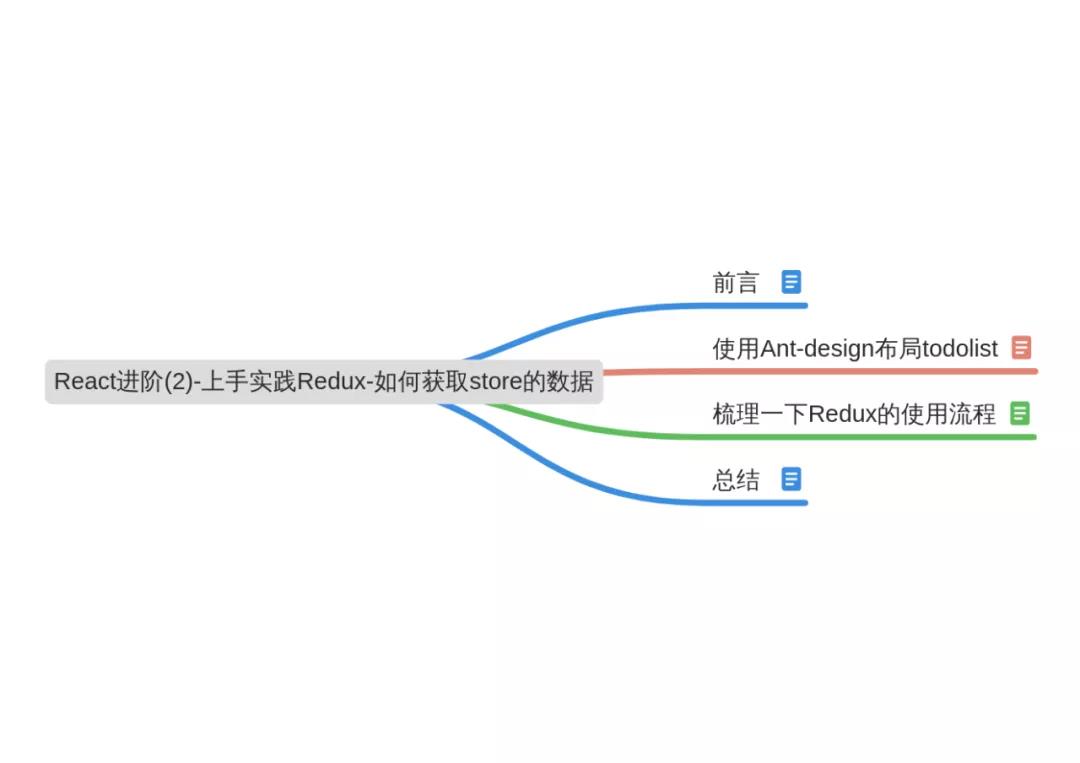 前言
使用Ant-design布局todolist
React进阶(2)-上手实践Redux-如何获取store的数据
梳理一下Redux的使用流程
总结